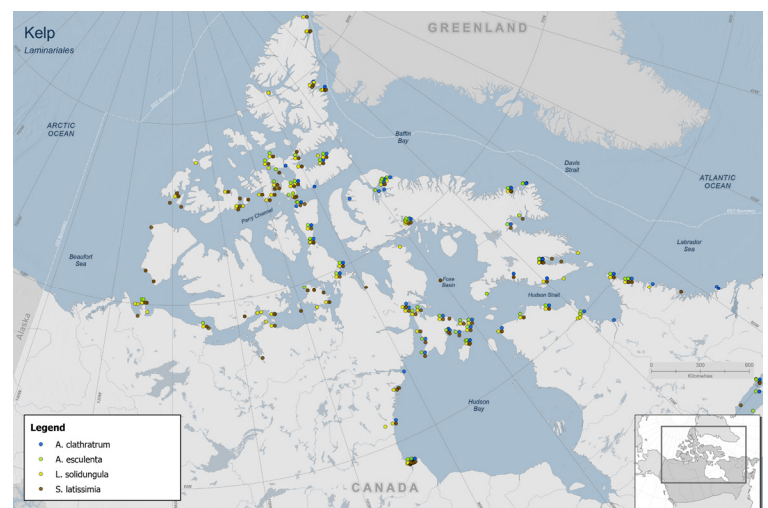 Kelp
Laminariales
GREENLAND
ARCTIC
OCEAN
Baffin
Bay
Davis
Strait
ATLANTIC
OCEAN
Parry Channel
Beaufort
Sea
Labrador
Sea
Foxe
Basin
Hudson Strait
Alaska
Hudson
Bay
0 300 600
Kilometres
CANADA
Legend
A. clathratrum
A. esculenta
L. solidungula
S. latissimia